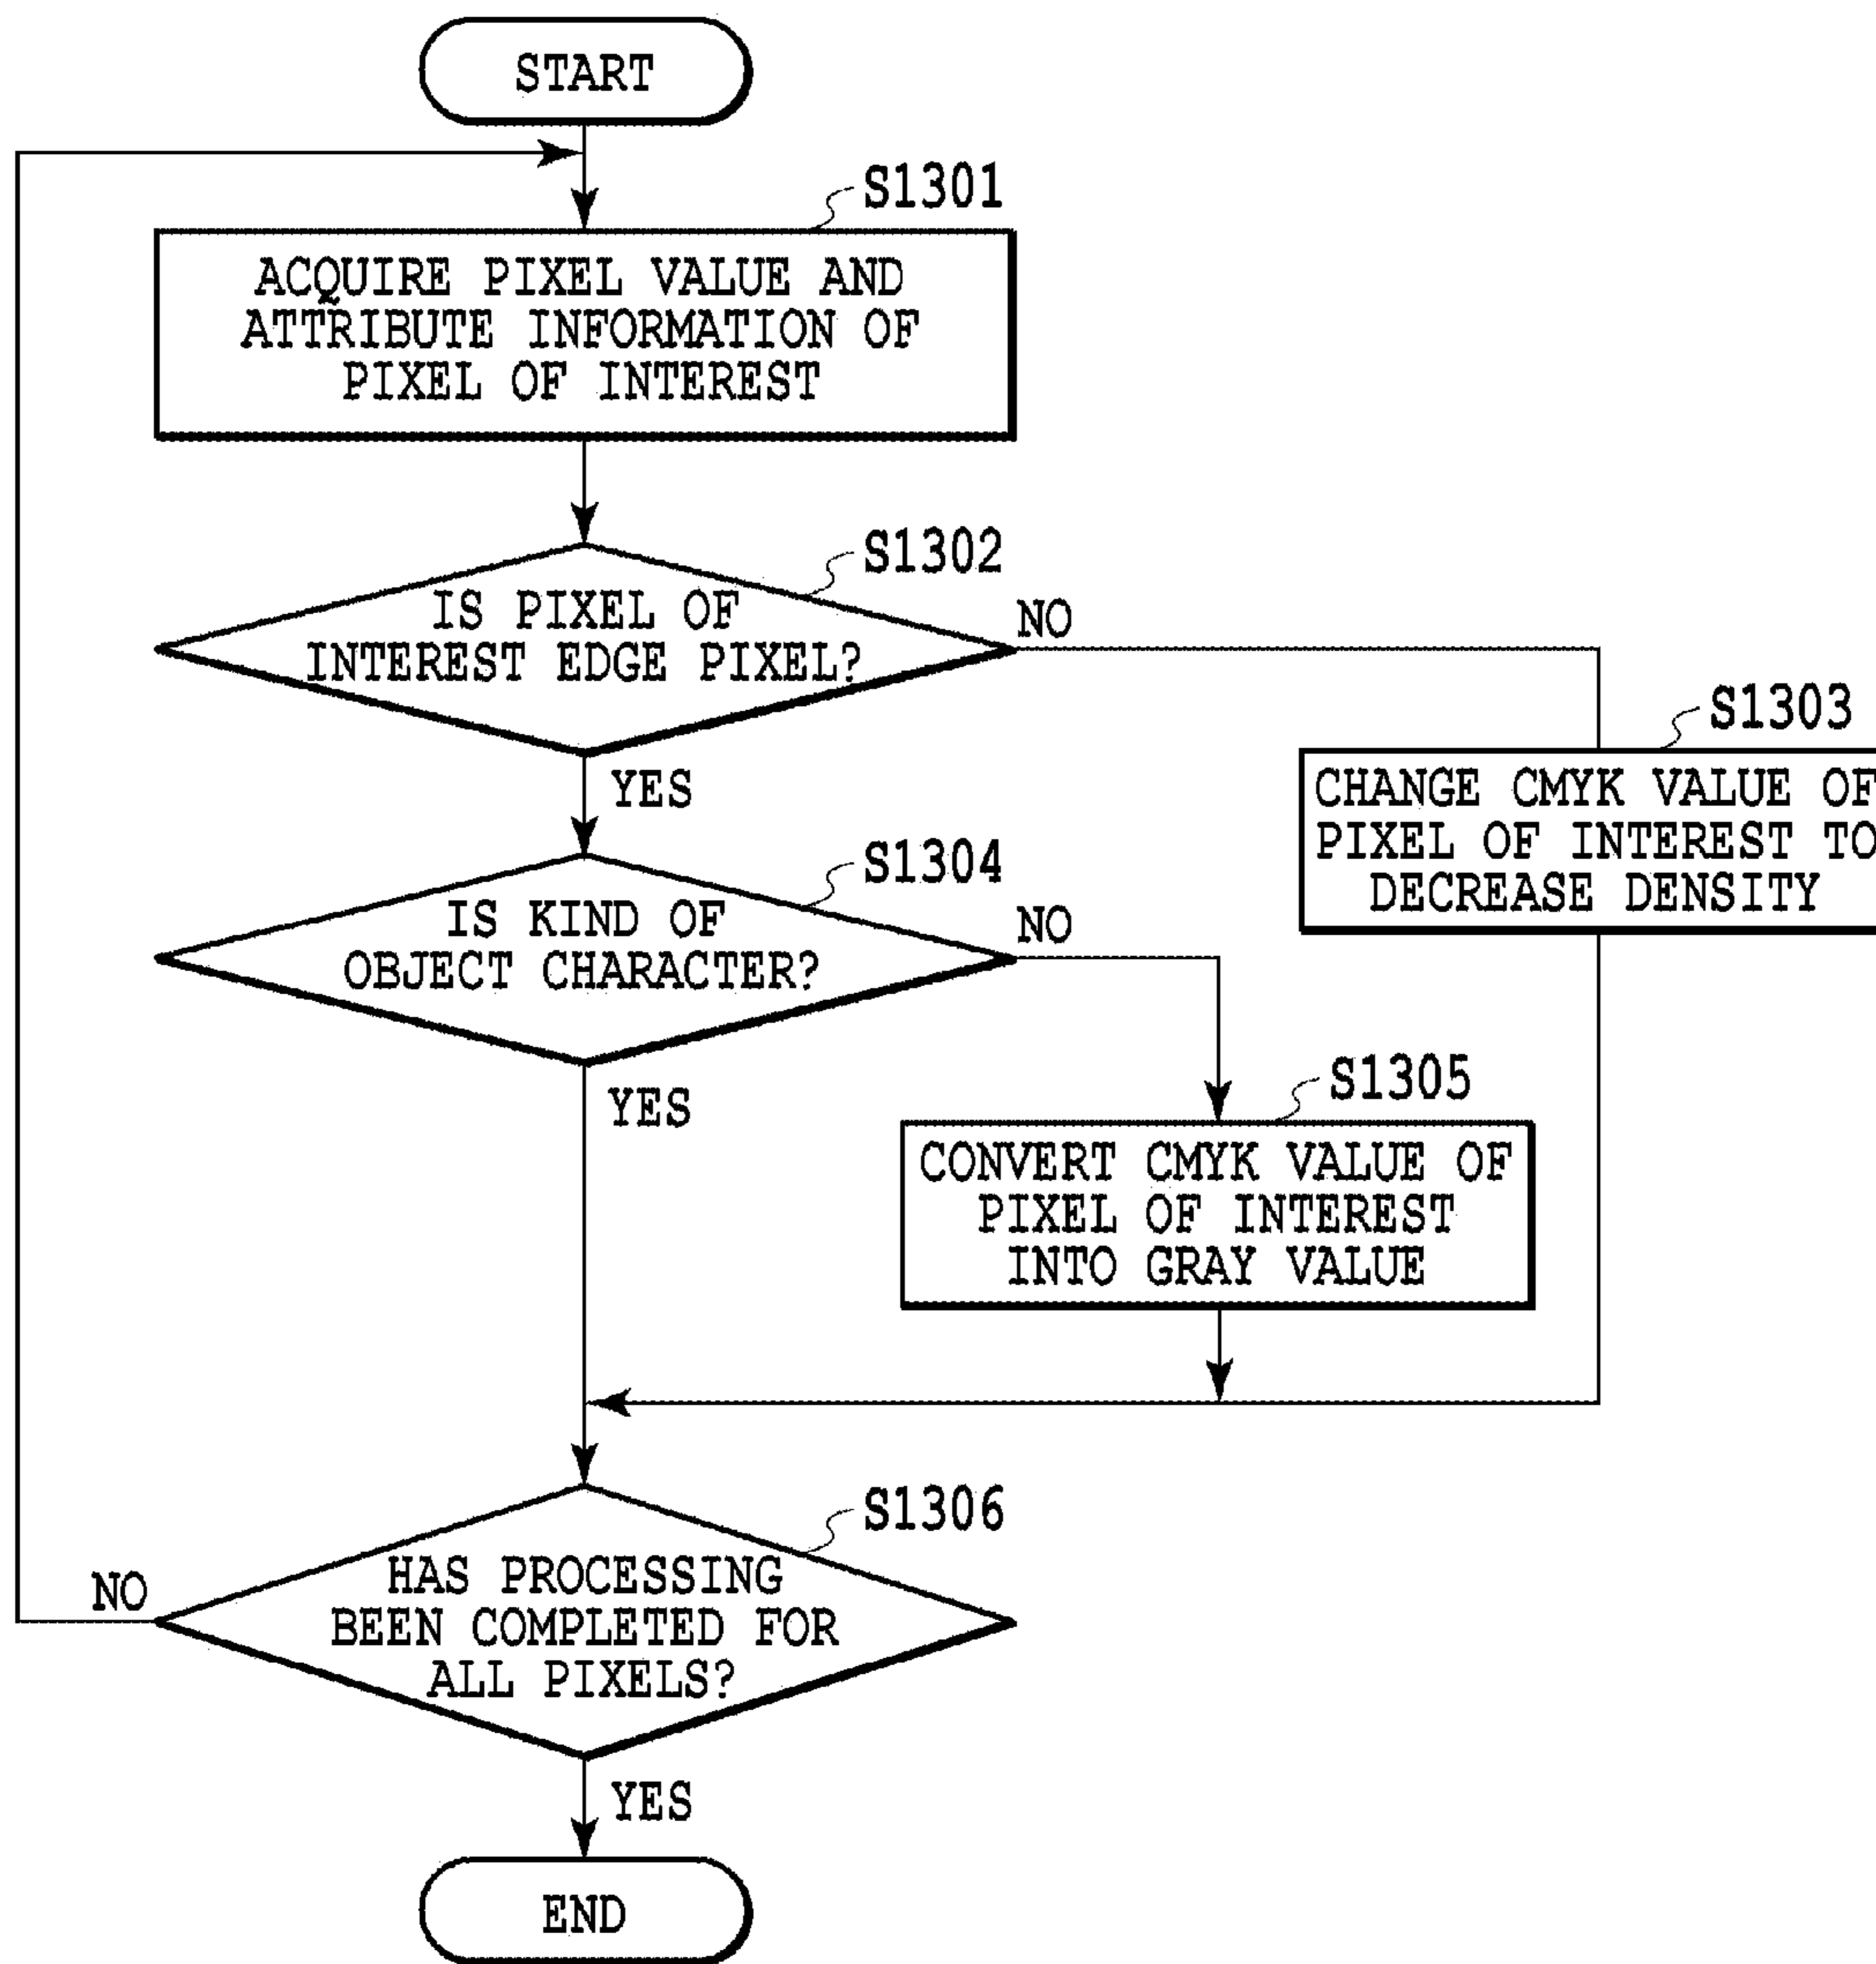 START
S1301
ACQUIRE PIXEL VALUE AND
ATTRIBUTE INFORMATION OF
PIXEL OF INTEREST
S1302
IS PIXEL OF
INTEREST EDGE PIXEL?
NO
YES
S1303
CHANGE CMYK VALUE OF
PIXEL OF INTEREST TO
DECREASE DENSITY
S1304
IS KIND OF
OBJECT CHARACTER?
NO
YES
S1305
CONVERT CMYK VALUE OF
PIXEL OF INTEREST
INTO GRAY VALUE
S1306
HAS PROCESSING
BEEN COMPLETED FOR
ALL PIXELS?
NO
YES
END